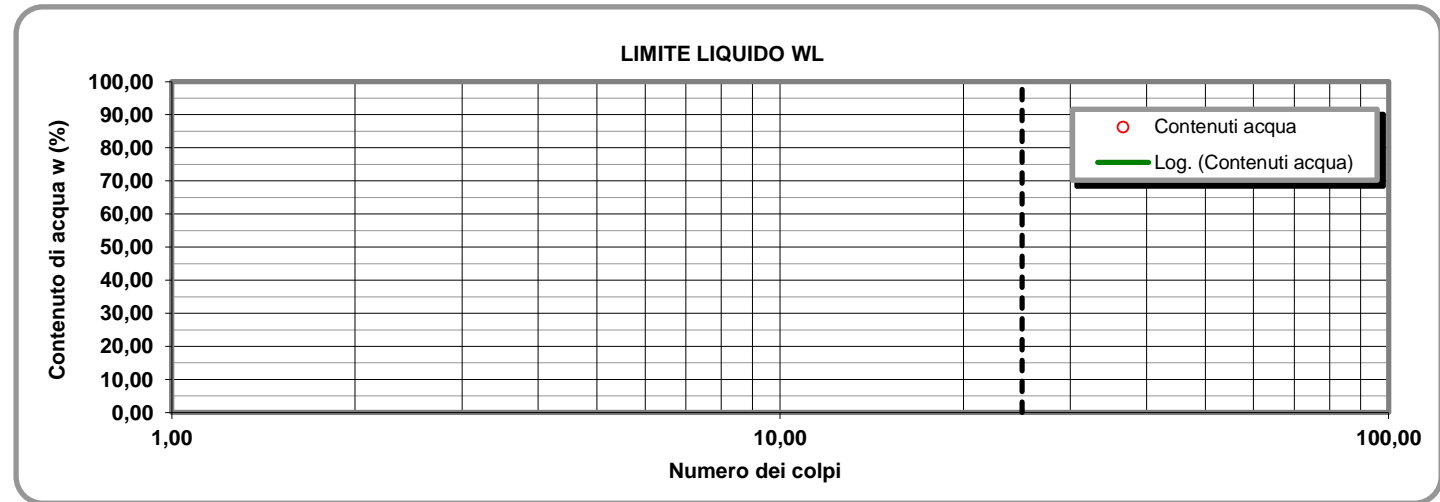 LIMITE LIQUIDO WL
100,00
90,00
80,00
70,00
60,00
50,00
40,00
30,00
20,00
10,00
0,00
Contenuto di acqua w (%)
Contenuti acqua
Log. (Contenuti acqua)
1,00
10,00
100,00
Numero dei colpi